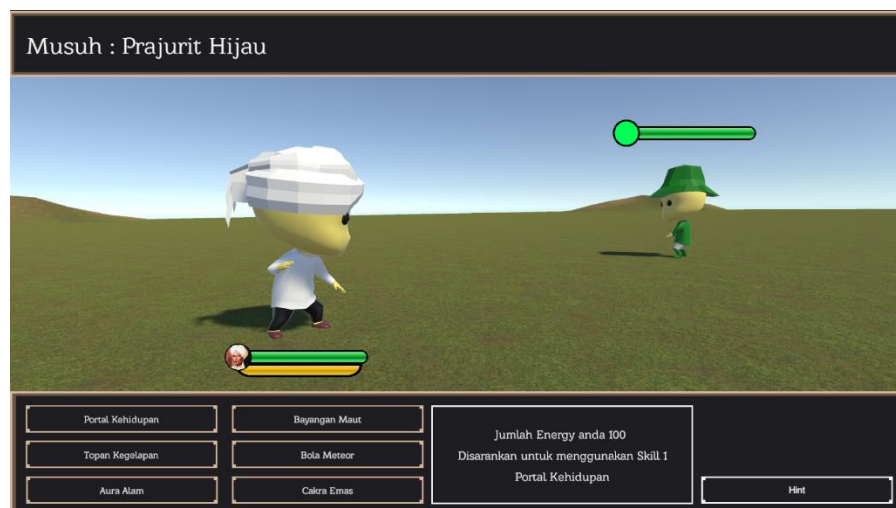 Musuh : Prajurit Hijau
Portal Kehidupan
Bayangan Maut
Topan Kegelapan
Bola Meteor
Aura Alam
Cakra Emas
Jumlah Energy anda 100
Disarankan untuk menggunakan Skill 1
Portal Kehidupan
Hint